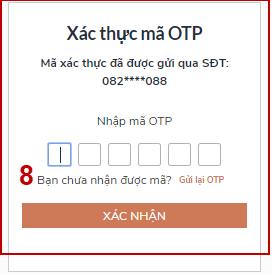 Xác thực mã OTP
Mã xác thực đã được gửi qua SĐT:
082****088
Nhập mã OTP
8 Bạn chưa nhận được mã? Gửi lại OTP
XÁC NHẬN